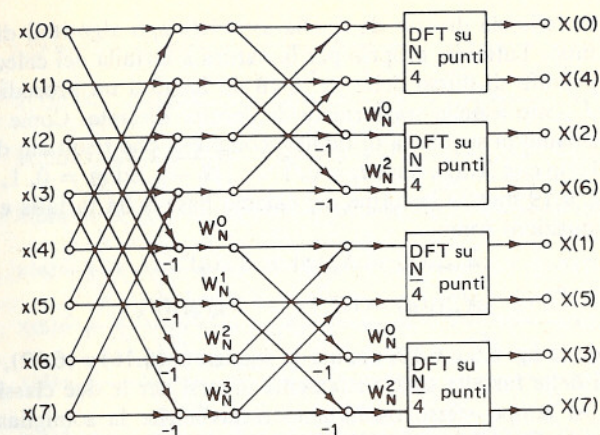 x(0)
x(1)
x(2)
x(3)
x(4)
x(5)
x(6)
x(7)
-1
-1
-1
-1
W_N^0
W_N^1
W_N^2
W_N^3
-1
-1
-1
-1
W_N^0
W_N^2
W_N^0
W_N^2
DFT su
N/4 punti
DFT su
N/4 punti
DFT su
N/4 punti
DFT su
N/4 punti
X(0)
X(4)
X(2)
X(6)
X(1)
X(5)
X(3)
X(7)